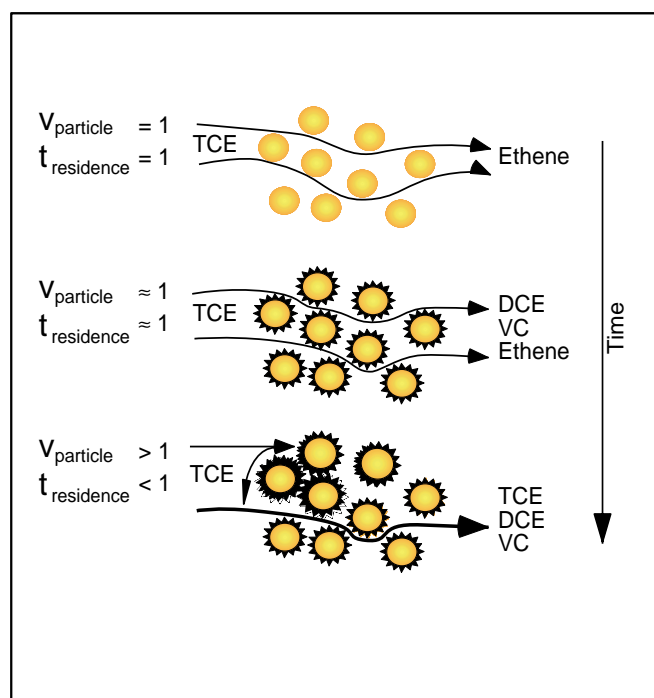 v particle = 1
TCE
t residence = 1
Ethene
v particle ≈ 1
TCE
t residence ≈ 1
DCE
VC
Ethene
v particle > 1
TCE
t residence < 1
TCE
DCE
VC
Time